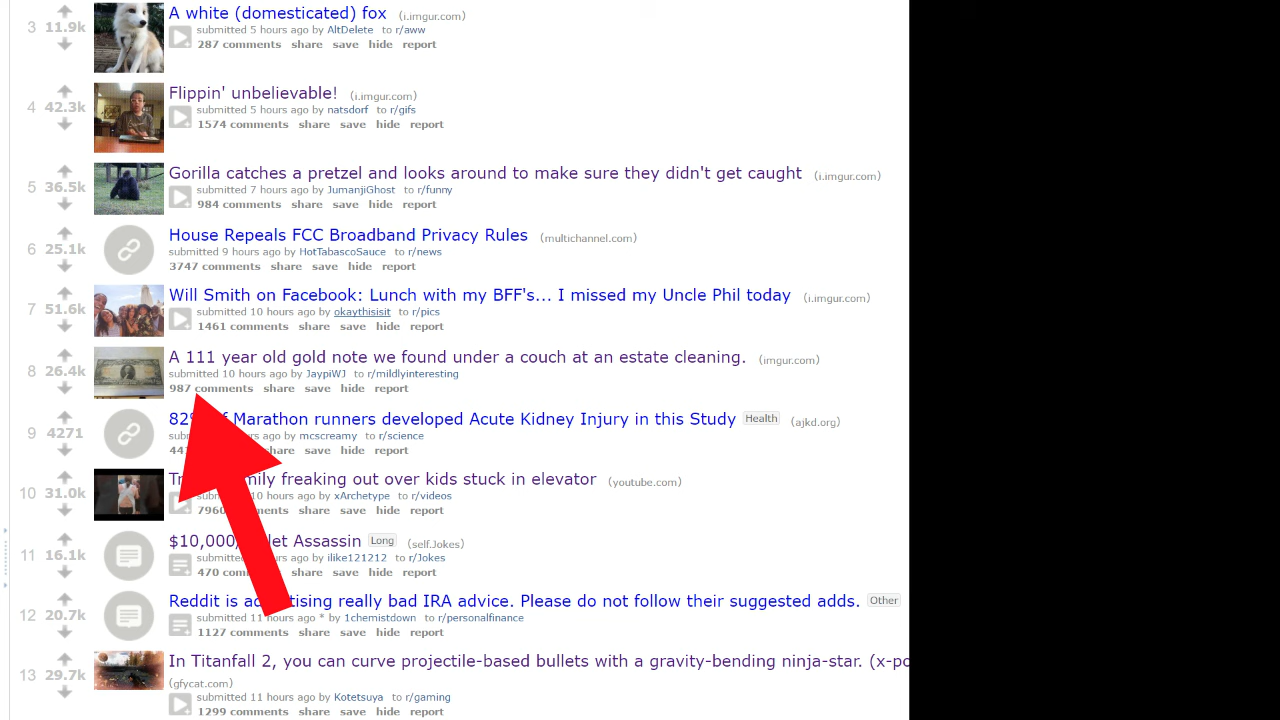 3 11.9k A white (domesticated) fox (i.imgur.com)
submitted 5 hours ago by AltDelete to r/aww
287 comments share save hide report
4 42.3k Flippin' unbelievable! (i.imgur.com)
submitted 5 hours ago by natsdorf to r/gifs
1574 comments share save hide report
5 36.5k Gorilla catches a pretzel and looks around to make sure they didn't get caught (i.imgur.com)
submitted 7 hours ago by JumanjiGhost to r/funny
984 comments share save hide report
6 25.1k House Repeals FCC Broadband Privacy Rules (multichannel.com)
submitted 9 hours ago by HotTabascoSauce to r/news
3747 comments share save hide report
7 51.6k Will Smith on Facebook: Lunch with my BFF's... I missed my Uncle Phil today (i.imgur.com)
submitted 10 hours ago by okaythisisit to r/pics
1461 comments share save hide report
8 26.4k A 111 year old gold note we found under a couch at an estate cleaning. (imgur.com)
submitted 10 hours ago by JaypiWJ to r/mildlyinteresting
987 comments share save hide report
9 4271 Marathon runners developed Acute Kidney Injury in this Study Health (ajkd.org)
hours ago by mcscreamy to r/science
share save hide report
10 31.0k freaking out over kids stuck in elevator (youtube.com)
10 hours ago by xArchetype to r/videos
share save hide report
11 16.1k Assassin Long (self.Jokes)
hours ago by ilike121212 to r/Jokes
470 share save hide report
12 20.7k Reddit is advertising really bad IRA advice. Please do not follow their suggested adds. Other
submitted 11 hours ago * by 1chemistdown to r/personalfinance
1127 comments share save hide report
13 29.7k In Titanfall 2, you can curve projectile-based bullets with a gravity-bending ninja-star. (x-po
(gfycat.com)
submitted 11 hours ago by Kotetsuya to r/gaming
1299 comments share save hide report